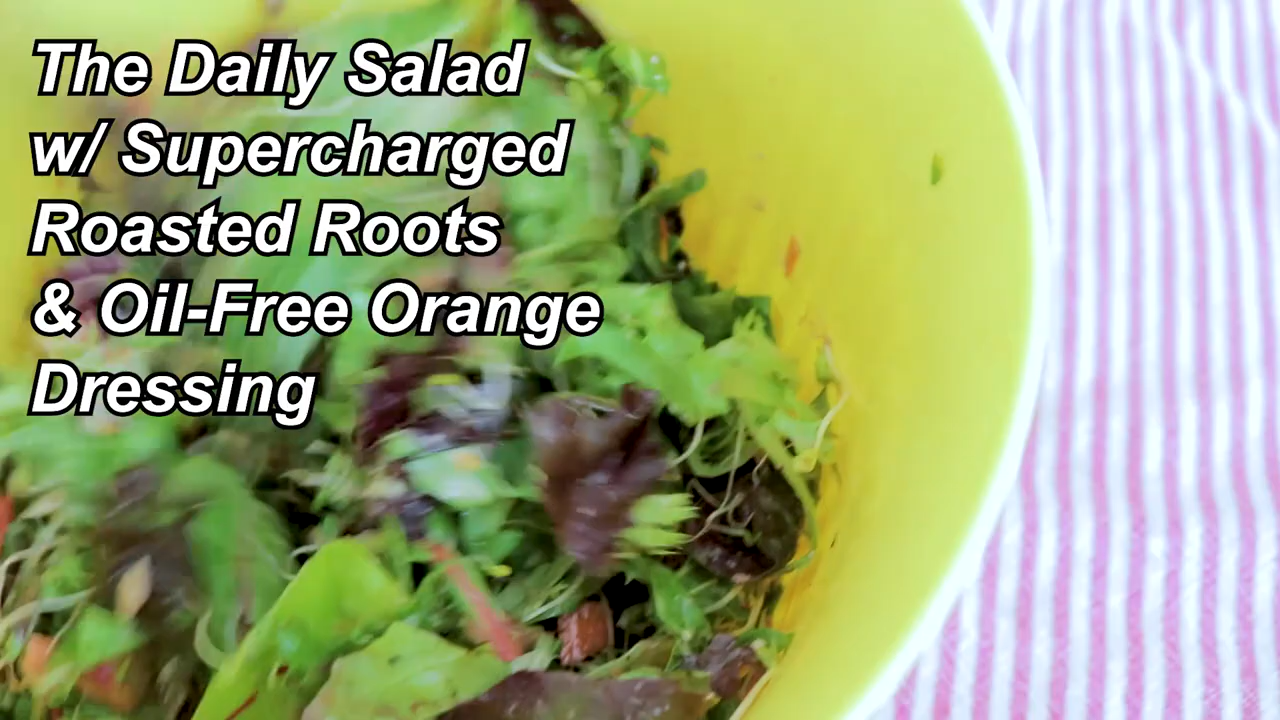 The Daily Salad
w/ Supercharged
Roasted Roots
& Oil-Free Orange
Dressing